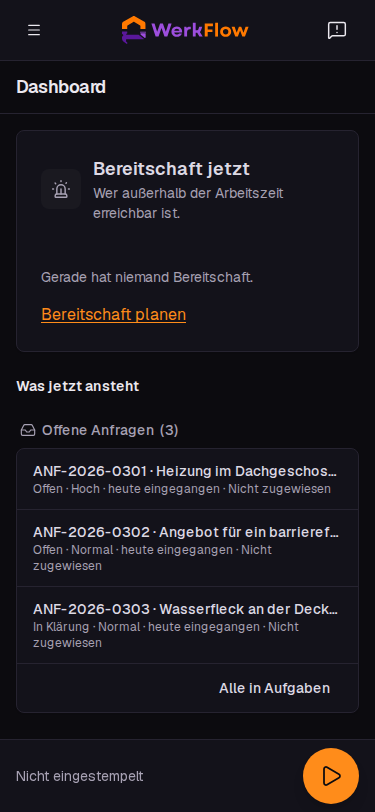 WerkFlow
Dashboard
Bereitschaft jetzt
Wer außerhalb der Arbeitszeit
erreichbar ist.
Gerade hat niemand Bereitschaft.
Bereitschaft planen
Was jetzt ansteht
Offene Anfragen (3)
ANF-2026-0301 · Heizung im Dachgeschos…
Offen · Hoch · heute eingegangen · Nicht zugewiesen
ANF-2026-0302 · Angebot für ein barrieref…
Offen · Normal · heute eingegangen · Nicht
zugewiesen
ANF-2026-0303 · Wasserfleck an der Deck…
In Klärung · Normal · heute eingegangen · Nicht
zugewiesen
Alle in Aufgaben
Nicht eingestempelt